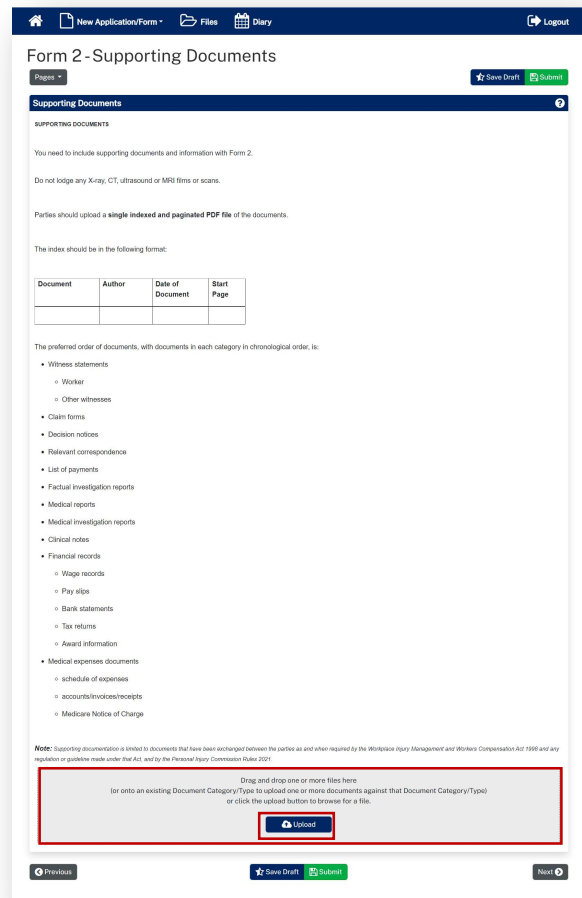 New Application/Form Files Diary Logout
Form 2 - Supporting Documents
Pages Save Draft Submit
Supporting Documents ?
SUPPORTING DOCUMENTS
You need to include supporting documents and information with Form 2.
Do not lodge any X-ray, CT, ultrasound or MRI films or scans.
Parties should upload a single indexed and paginated PDF file of the documents.
The index should be in the following format:
Document Author Date of Start
Document Page
The preferred order of documents, with documents in each category in chronological order, is:
• Witness statements
○ Worker
○ Other witnesses
• Claim forms
• Decision notices
• Relevant correspondence
• List of payments
• Factual investigation reports
• Medical reports
• Medical investigation reports
• Clinical notes
• Financial records
○ Wage records
○ Pay slips
○ Bank statements
○ Tax returns
○ Award information
• Medical expenses documents
○ schedule of expenses
○ accounts/invoices/receipts
○ Medicare Notice of Charge
Note: Supporting documentation is limited to documents that have been exchanged between the parties as and when required by the Workplace Injury Management and Workers Compensation Act 1998 and any
regulation or guideline made under that Act, and by the Personal Injury Commission Rules 2021.
Drag and drop one or more files here
(or onto an existing Document Category/Type to upload one or more documents against that Document Category/Type)
or click the upload button to browse for a file.
Upload
Previous Save Draft Submit Next